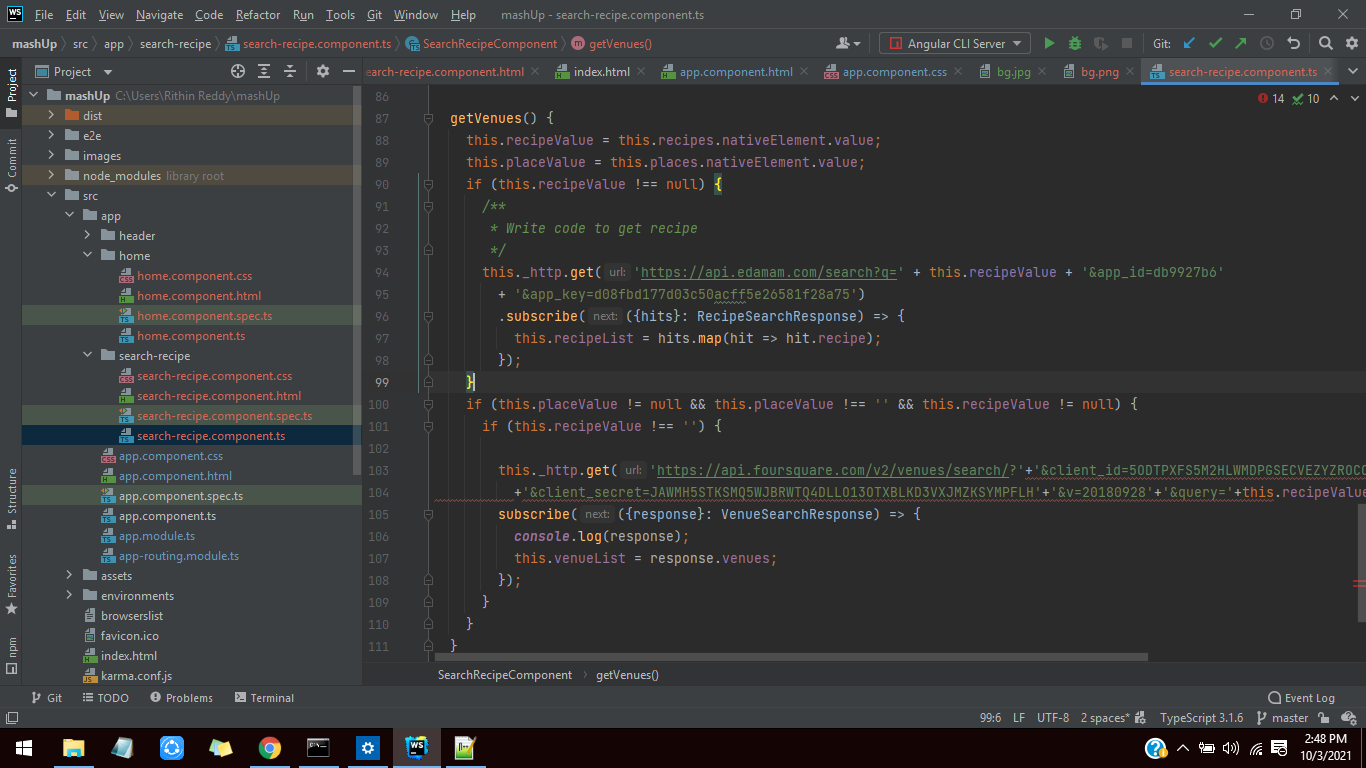 WS File Edit View Navigate Code Refactor Run Tools Git Window Help mashUp - search-recipe.component.ts
mashUp src app search-recipe search-recipe.component.ts SearchRecipeComponent getVenues() Angular CLI Server Git:
Project earch-recipe.component.html index.html app.component.html app.component.css bg.jpg bg.png search-recipe.component.ts
Project
Commit
Structure
Favorites
npm
mashUp C:\Users\Rithin Reddy\mashUp
dist
e2e
images
node_modules library root
src
app
header
home
home.component.css
home.component.html
home.component.spec.ts
home.component.ts
search-recipe
search-recipe.component.css
search-recipe.component.html
search-recipe.component.spec.ts
search-recipe.component.ts
app.component.css
app.component.html
app.component.spec.ts
app.component.ts
app.module.ts
app-routing.module.ts
assets
environments
browserslist
favicon.ico
index.html
karma.conf.js
14 10
86
87 getVenues() {
88 this.recipeValue = this.recipes.nativeElement.value;
89 this.placeValue = this.places.nativeElement.value;
90 if (this.recipeValue !== null) {
91 /**
92 * Write code to get recipe
93 */
94 this._http.get( url: 'https://api.edamam.com/search?q=' + this.recipeValue + '&app_id=db9927b6'
95 + '&app_key=d08fbd177d03c50acff5e26581f28a75')
96 .subscribe( next: ({hits}: RecipeSearchResponse) => {
97 this.recipeList = hits.map(hit => hit.recipe);
98 });
99 }
100 if (this.placeValue != null && this.placeValue !== '' && this.recipeValue != null) {
101 if (this.recipeValue !== '') {
102
103 this._http.get( url: 'https://api.foursquare.com/v2/venues/search/?'+'&client_id=5ODTPXFS5M2HLWMDPGSECVEZYZROCO
104 +'&client_secret=JAWMH5STKSMQ5WJBRWTQ4DLLO13OTXBLKD3VXJMZKSYMPFLH'+'&v=20180928'+'&query='+this.recipeValue
105 subscribe( next: ({response}: VenueSearchResponse) => {
106 console.log(response);
107 this.venueList = response.venues;
108 });
109 }
110 }
111 }
SearchRecipeComponent getVenues()
Git TODO Problems Terminal Event Log
99:6 LF UTF-8 2 spaces* TypeScript 3.1.6 master
WS 2:48 PM
10/3/2021